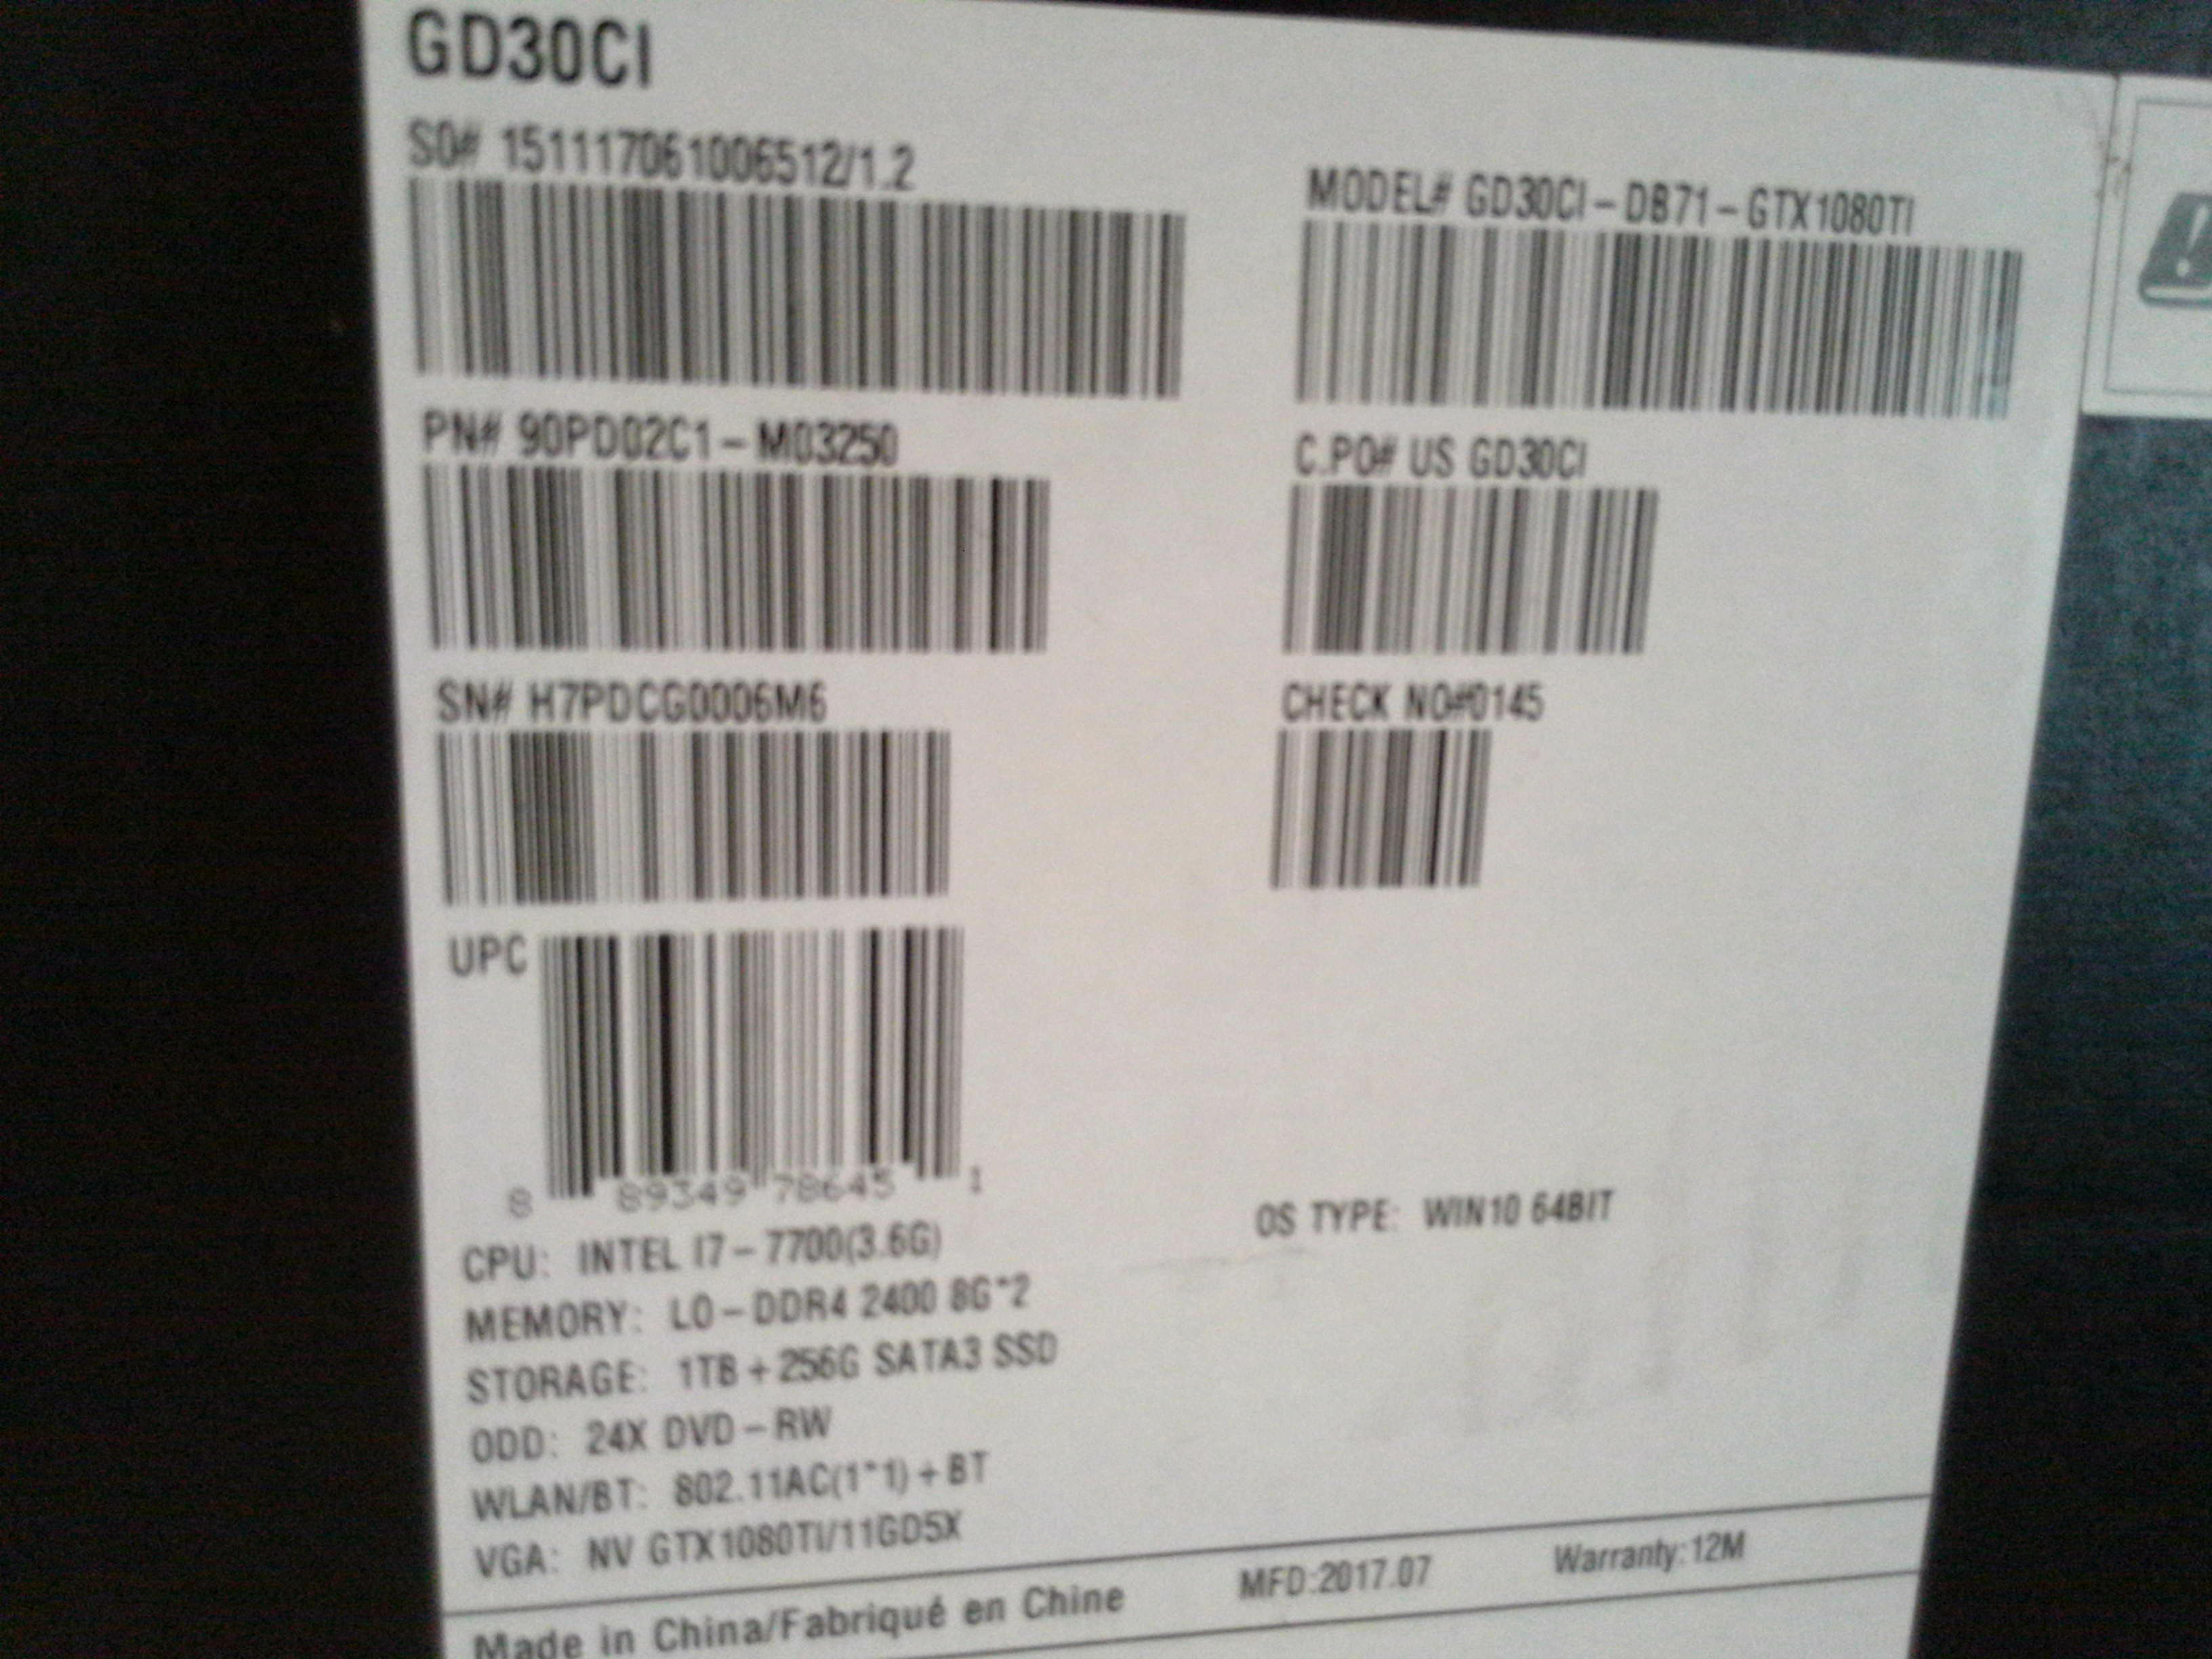 GD30CI
SO# 151117061006512/1.2
MODEL# GD30CI-DB71-GTX1080TI
PN# 90PD02C1-M03250
C.PO# US GD30CI
SN# H7PDCG0006M6
CHECK NO#0145
UPC
8 89349 78645 1
OS TYPE: WIN10 64BIT
CPU: INTEL I7-7700(3.6G)
MEMORY: LO-DDR4 2400 8G*2
STORAGE: 1TB+256G SATA3 SSD
ODD: 24X DVD-RW
WLAN/BT: 802.11AC(1*1)+BT
VGA: NV GTX1080TI/11GD5X
Made in China/Fabriqué en Chine MFD:2017.07 Warranty:12M